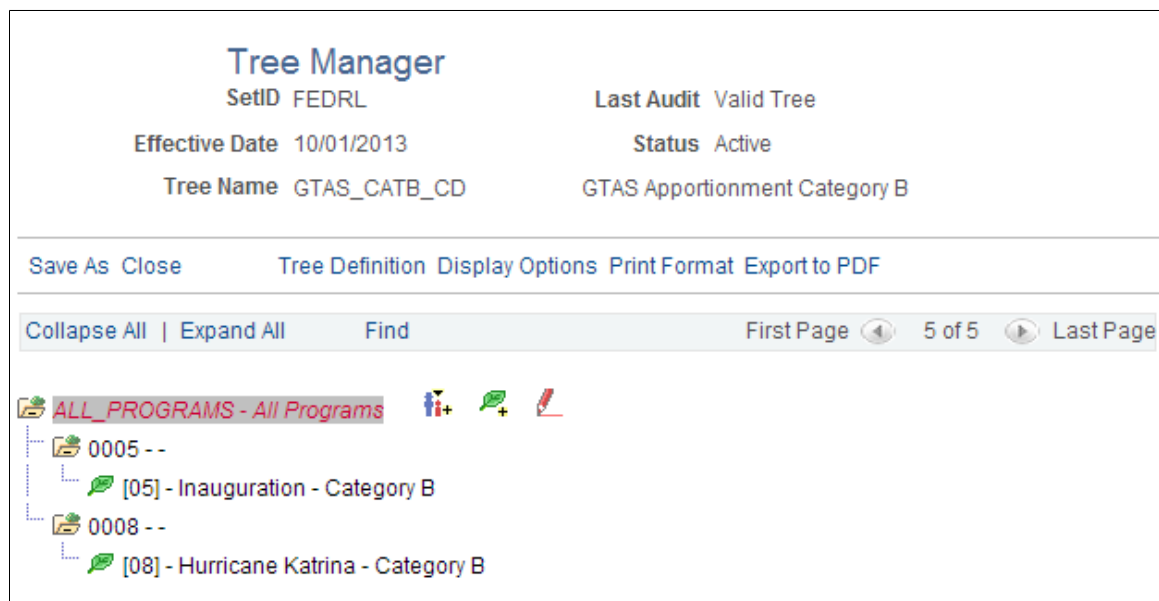 Tree Manager
SetID FEDRL Last Audit Valid Tree
Effective Date 10/01/2013 Status Active
Tree Name GTAS_CATB_CD GTAS Apportionment Category B
Save As Close Tree Definition Display Options Print Format Export to PDF
Collapse All | Expand All Find First Page 5 of 5 Last Page
ALL_PROGRAMS - All Programs
0005 - -
[05] - Inauguration - Category B
0008 - -
[08] - Hurricane Katrina - Category B